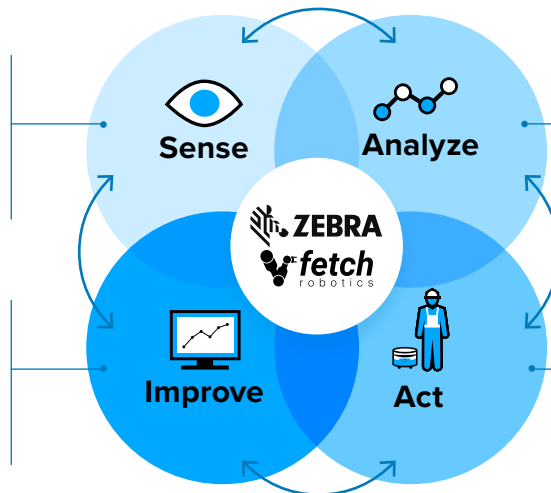 Sense
Analyze
ZEBRA
fetch
robotics
Improve
Act